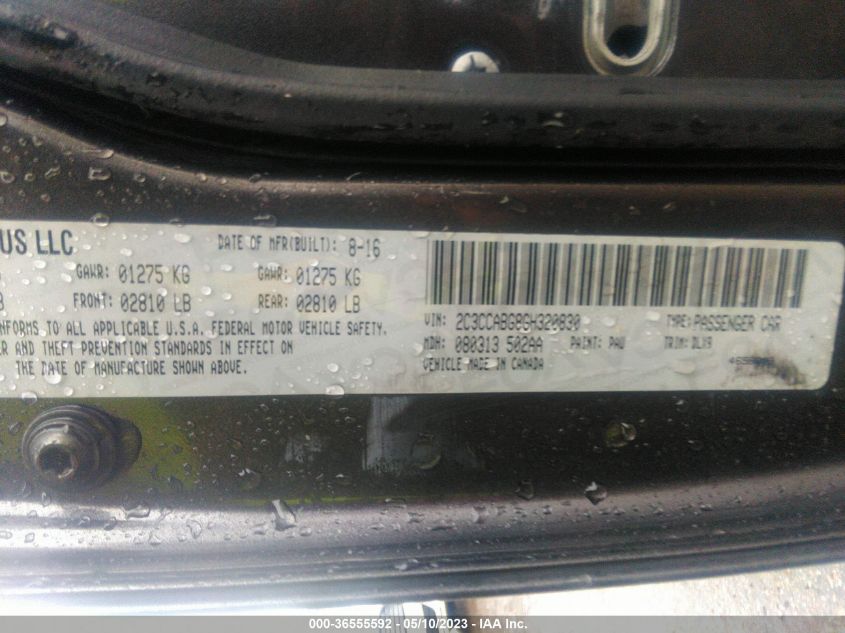 US LLC DATE OF MFR(BUILT): 8-16
GAWR: 01275 KG GAWR: 01275 KG
B FRONT: 02810 LB REAR: 02810 LB
NFORMS TO ALL APPLICABLE U.S.A. FEDERAL MOTOR VEHICLE SAFETY.
ER AND THEFT PREVENTION STANDARDS IN EFFECT ON
THE DATE OF MANUFACTURE SHOWN ABOVE.
VIN: 2C3CCABG8GH320830 TYPE: PASSENGER CAR
MDH: 080313 502AA PAINT: PAU TRIM: DLX9
VEHICLE MADE IN CANADA
000-36555592 - 05/10/2023 - IAA Inc.